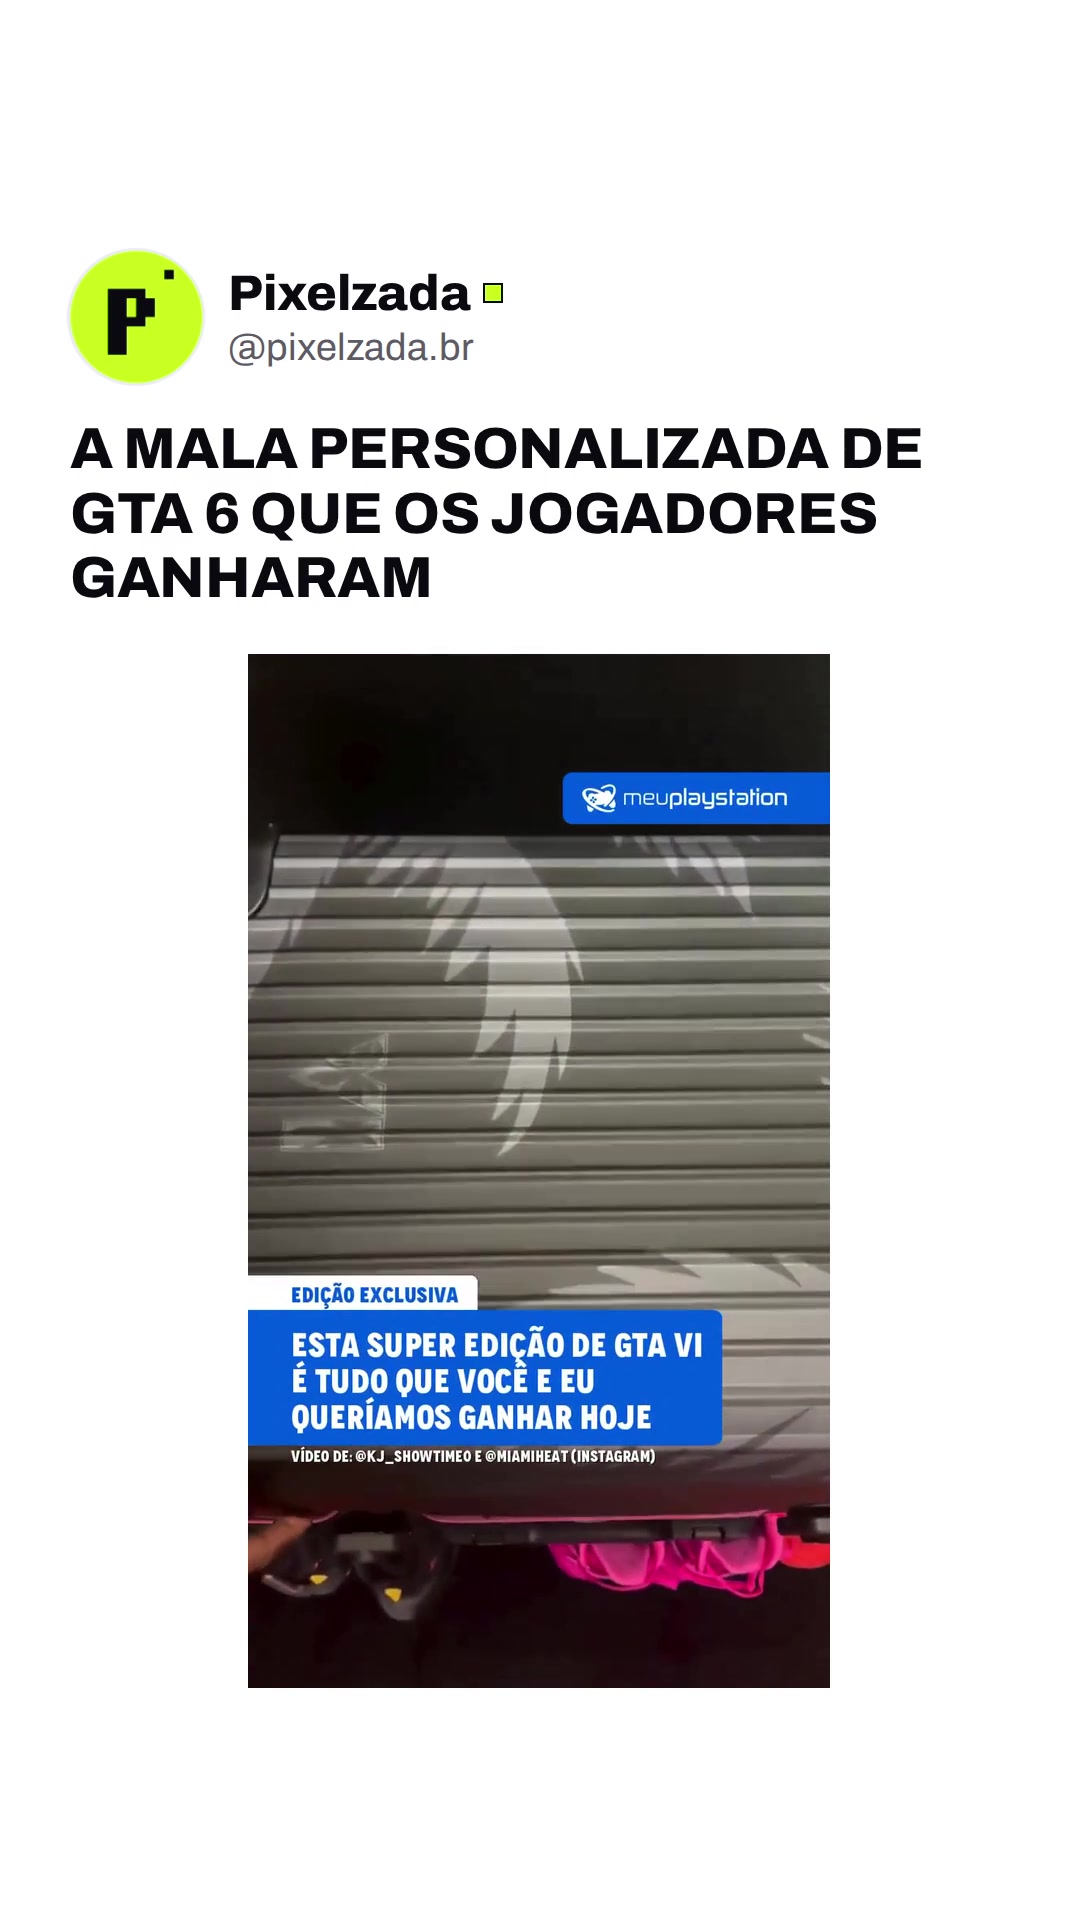 Pixelzada
@pixelzada.br
A MALA PERSONALIZADA DE
GTA 6 QUE OS JOGADORES
GANHARAM
meuplaystation
EDIÇÃO EXCLUSIVA
ESTA SUPER EDIÇÃO DE GTA VI
É TUDO QUE VOCÊ E EU
QUERÍAMOS GANHAR HOJE
VÍDEO DE: @KJ_SHOWTIMEO E @MIAMIHEAT (INSTAGRAM)